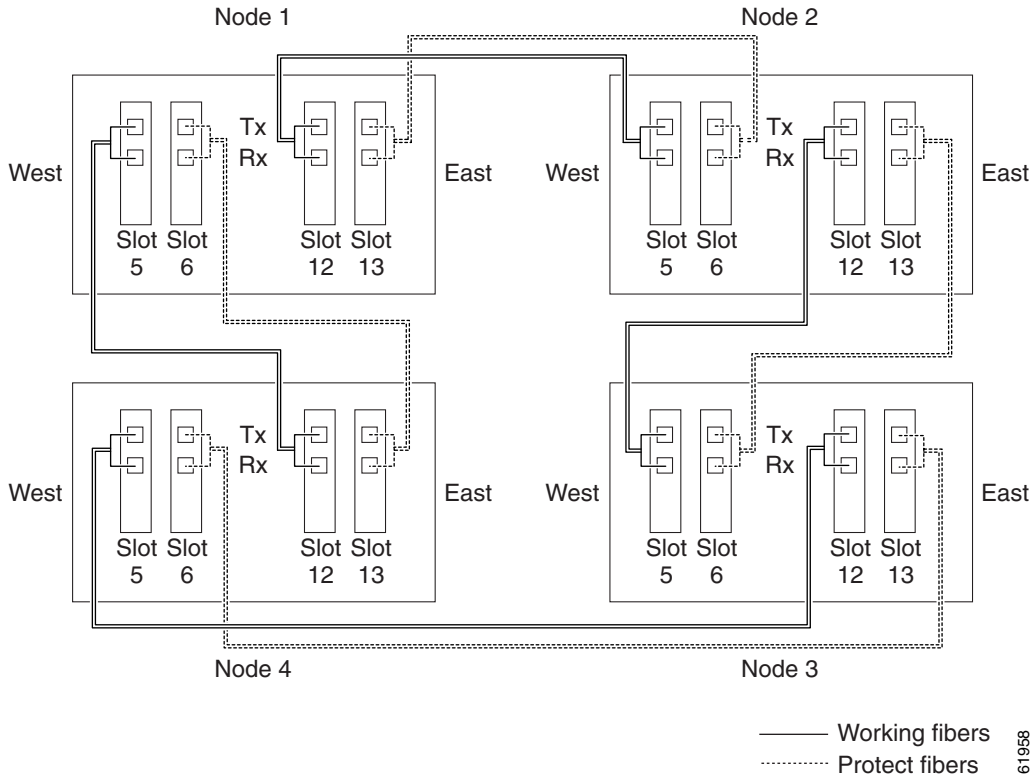 Node 1
Node 2
Tx
Rx
Tx
Rx
West
East
West
East
Slot 5
Slot 6
Slot 12
Slot 13
Slot 5
Slot 6
Slot 12
Slot 13
Tx
Rx
Tx
Rx
West
East
West
East
Slot 5
Slot 6
Slot 12
Slot 13
Slot 5
Slot 6
Slot 12
Slot 13
Node 4
Node 3
Working fibers
Protect fibers
61958